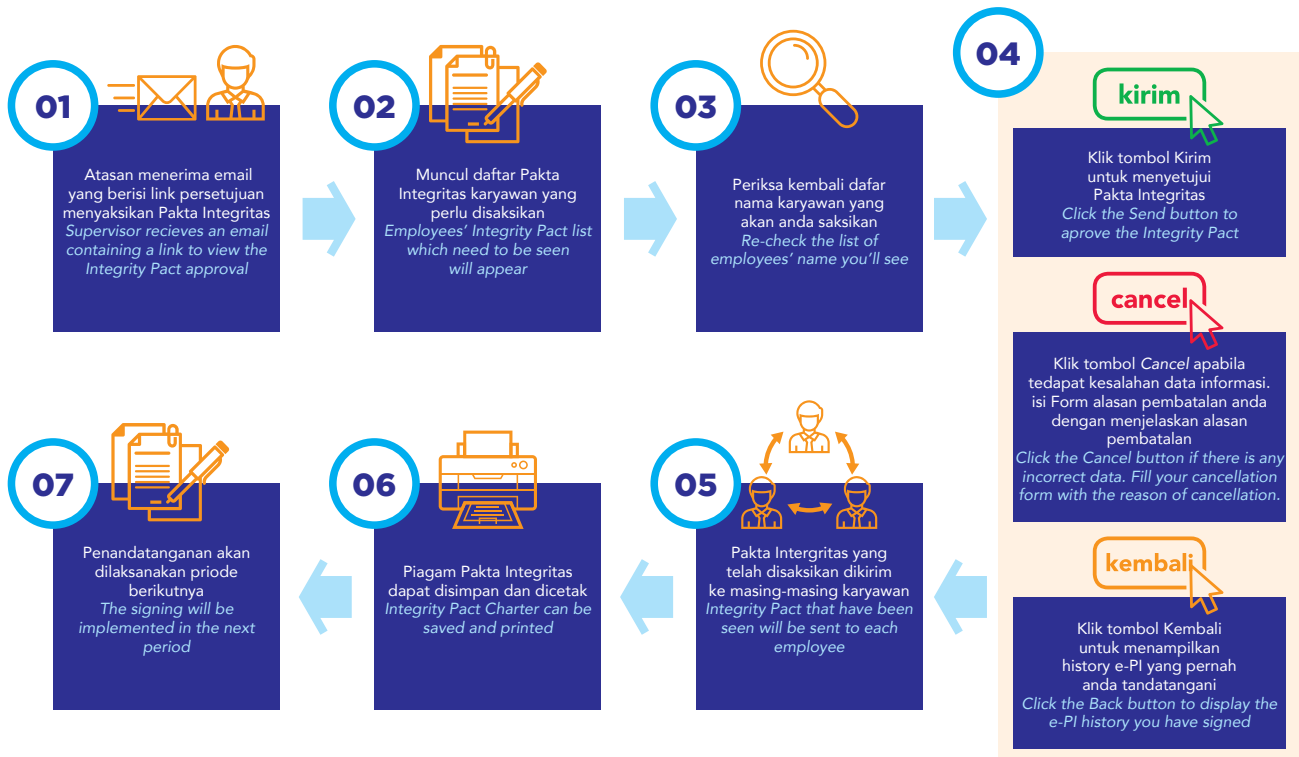 01
Atasan menerima email
yang berisi link persetujuan
menyaksikan Pakta Integritas
Supervisor recieves an email
containing a link to view the
Integrity Pact approval
02
Muncul daftar Pakta
Integritas karyawan yang
perlu disaksikan
Employees’ Integrity Pact list
which need to be seen
will appear
03
Periksa kembali dafar
nama karyawan yang
akan anda saksikan
Re-check the list of
employees’ name you’ll see
04
kirim
Klik tombol Kirim
untuk menyetujui
Pakta Integritas
Click the Send button to
aprove the Integrity Pact
cancel
Klik tombol Cancel apabila
tedapat kesalahan data informasi.
isi Form alasan pembatalan anda
dengan menjelaskan alasan
pembatalan
Click the Cancel button if there is any
incorrect data. Fill your cancellation
form with the reason of cancellation.
kembali
Klik tombol Kembali
untuk menampilkan
history e-PI yang pernah
anda tandatangani
Click the Back button to display the
e-PI history you have signed
05
Pakta Intergritas yang
telah disaksikan dikirim
ke masing-masing karyawan
Integrity Pact that have been
seen will be sent to each
employee
06
Piagam Pakta Integritas
dapat disimpan dan dicetak
Integrity Pact Charter can be
saved and printed
07
Penandatanganan akan
dilaksanakan priode
berikutnya
The signing will be
implemented in the next
period